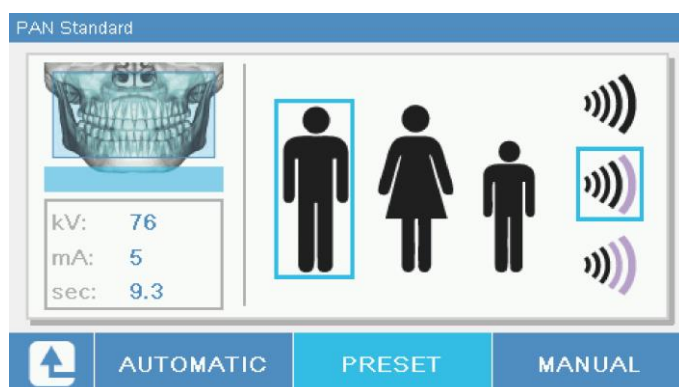 PAN Standard
kV: 76
mA: 5
sec: 9.3
AUTOMATIC
PRESET
MANUAL